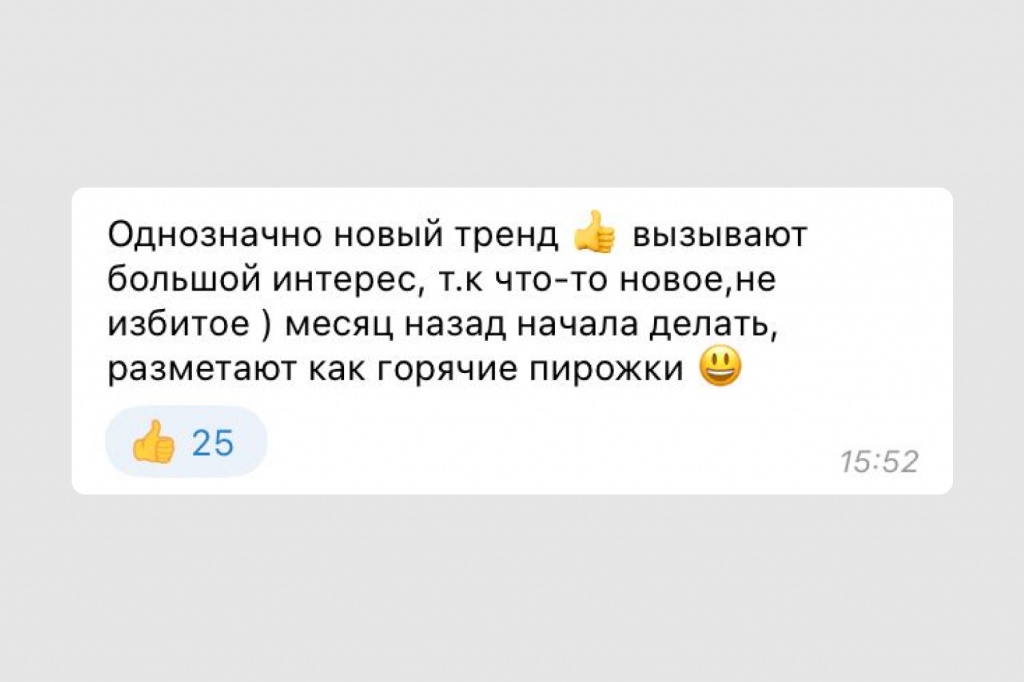 Однозначно новый тренд 👍 вызывают
большой интерес, т.к что-то новое,не
избитое ) месяц назад начала делать,
разметают как горячие пирожки 😃
👍 25
15:52